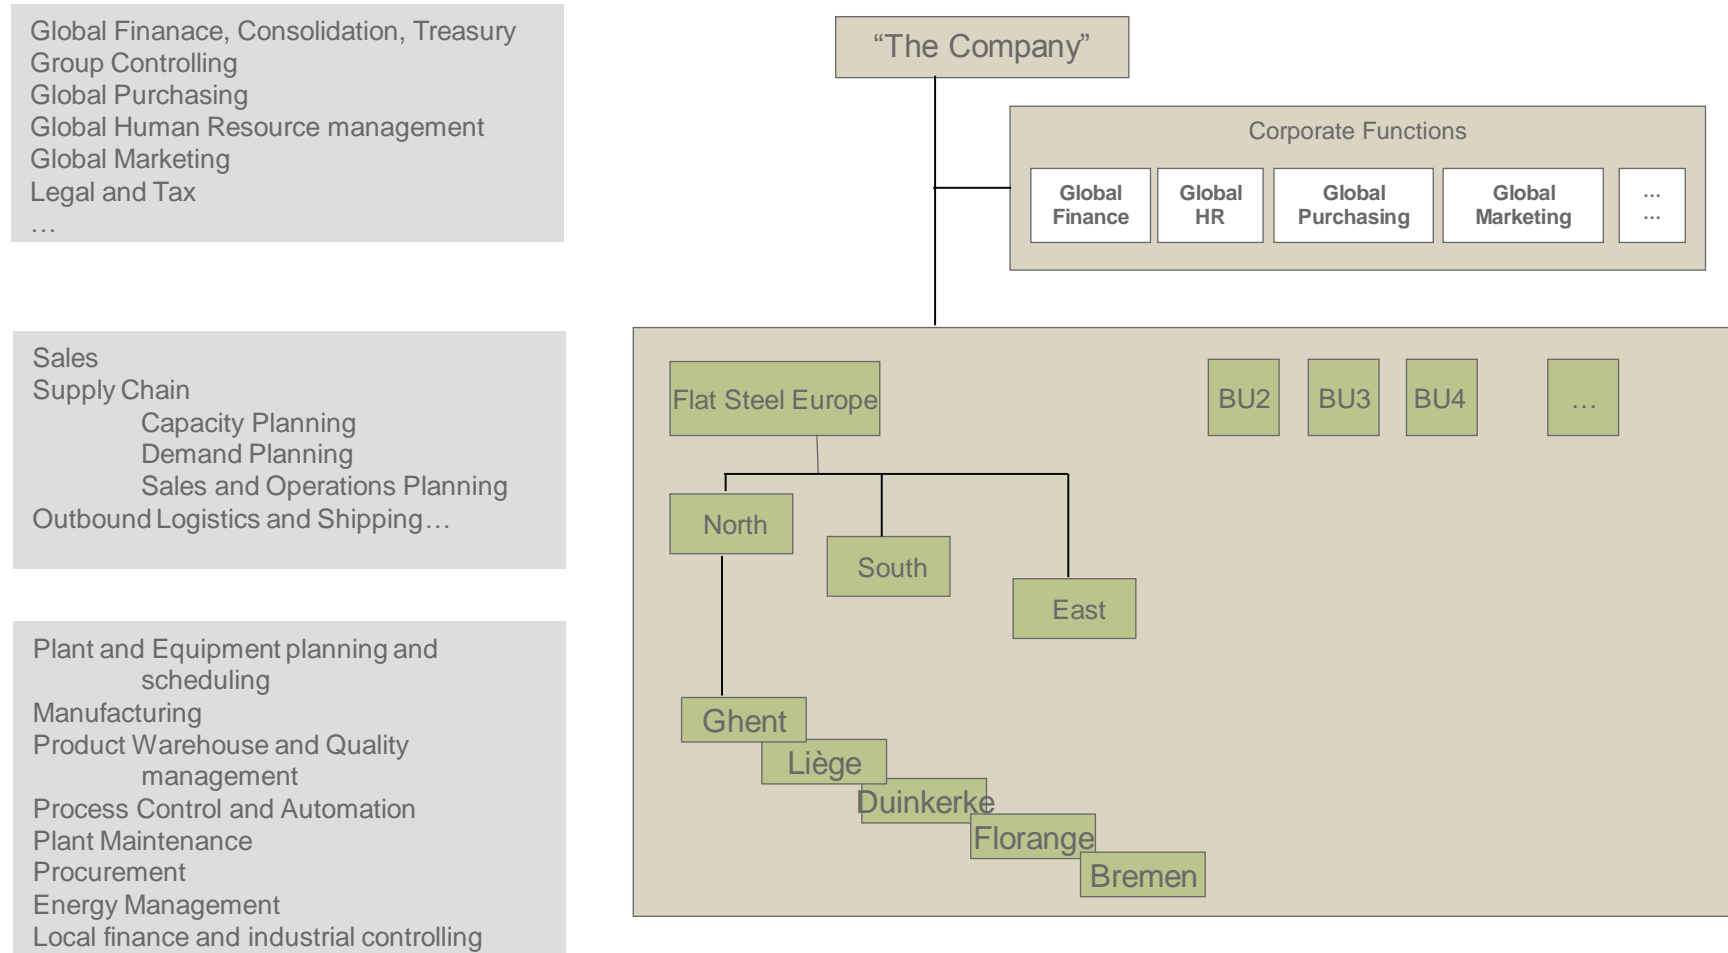 Global Finanace, Consolidation, Treasury
Group Controlling
Global Purchasing
Global Human Resource management
Global Marketing
Legal and Tax
…
“The Company”
Corporate Functions
Global
Finance
Global
HR
Global
Purchasing
Global
Marketing
…
…
Sales
Supply Chain
Capacity Planning
Demand Planning
Sales and Operations Planning
Outbound Logistics and Shipping…
Flat Steel Europe
BU2
BU3
BU4
…
North
South
East
Plant and Equipment planning and
scheduling
Manufacturing
Product Warehouse and Quality
management
Process Control and Automation
Plant Maintenance
Procurement
Energy Management
Local finance and industrial controlling
Ghent
Liège
Duinkerke
Florange
Bremen